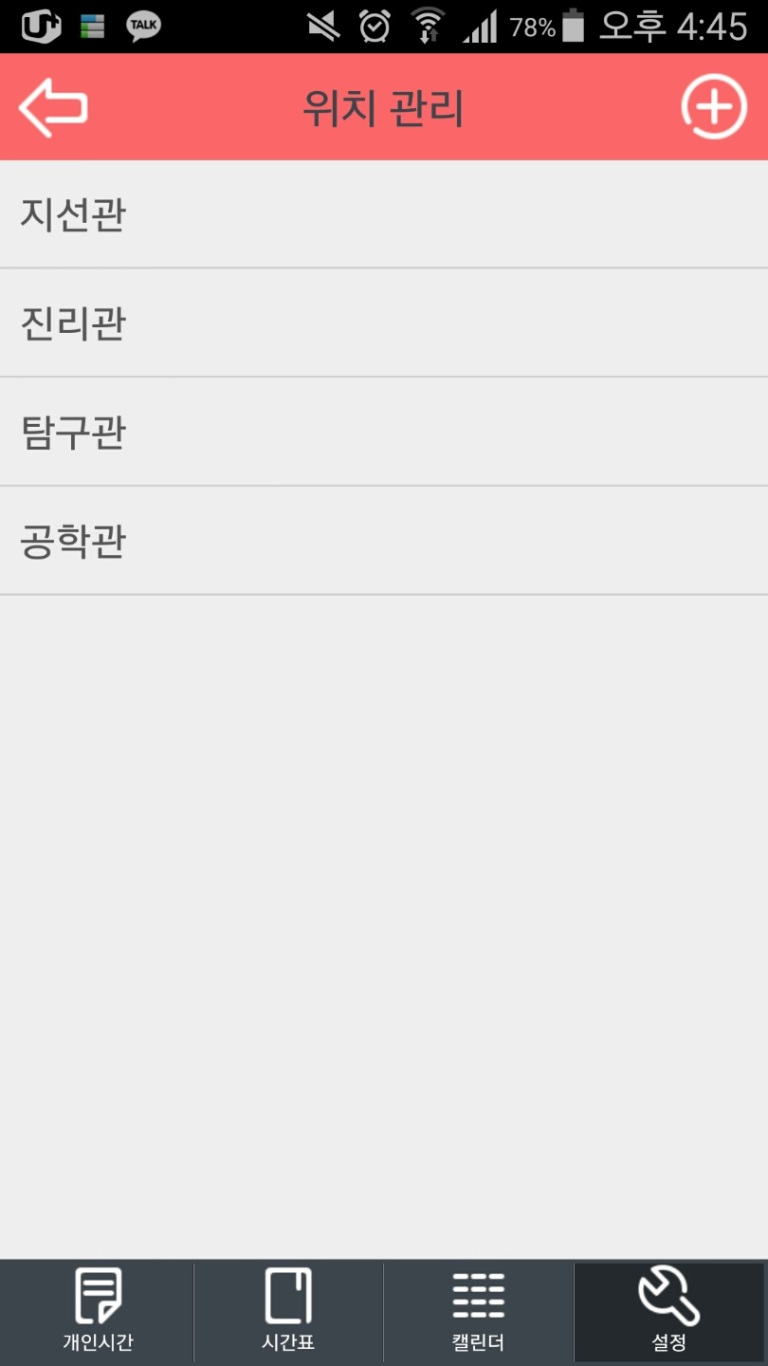 U+ TALK 78% 오후 4:45
위치 관리
지선관
진리관
탐구관
공학관
개인시간 시간표 캘린더 설정